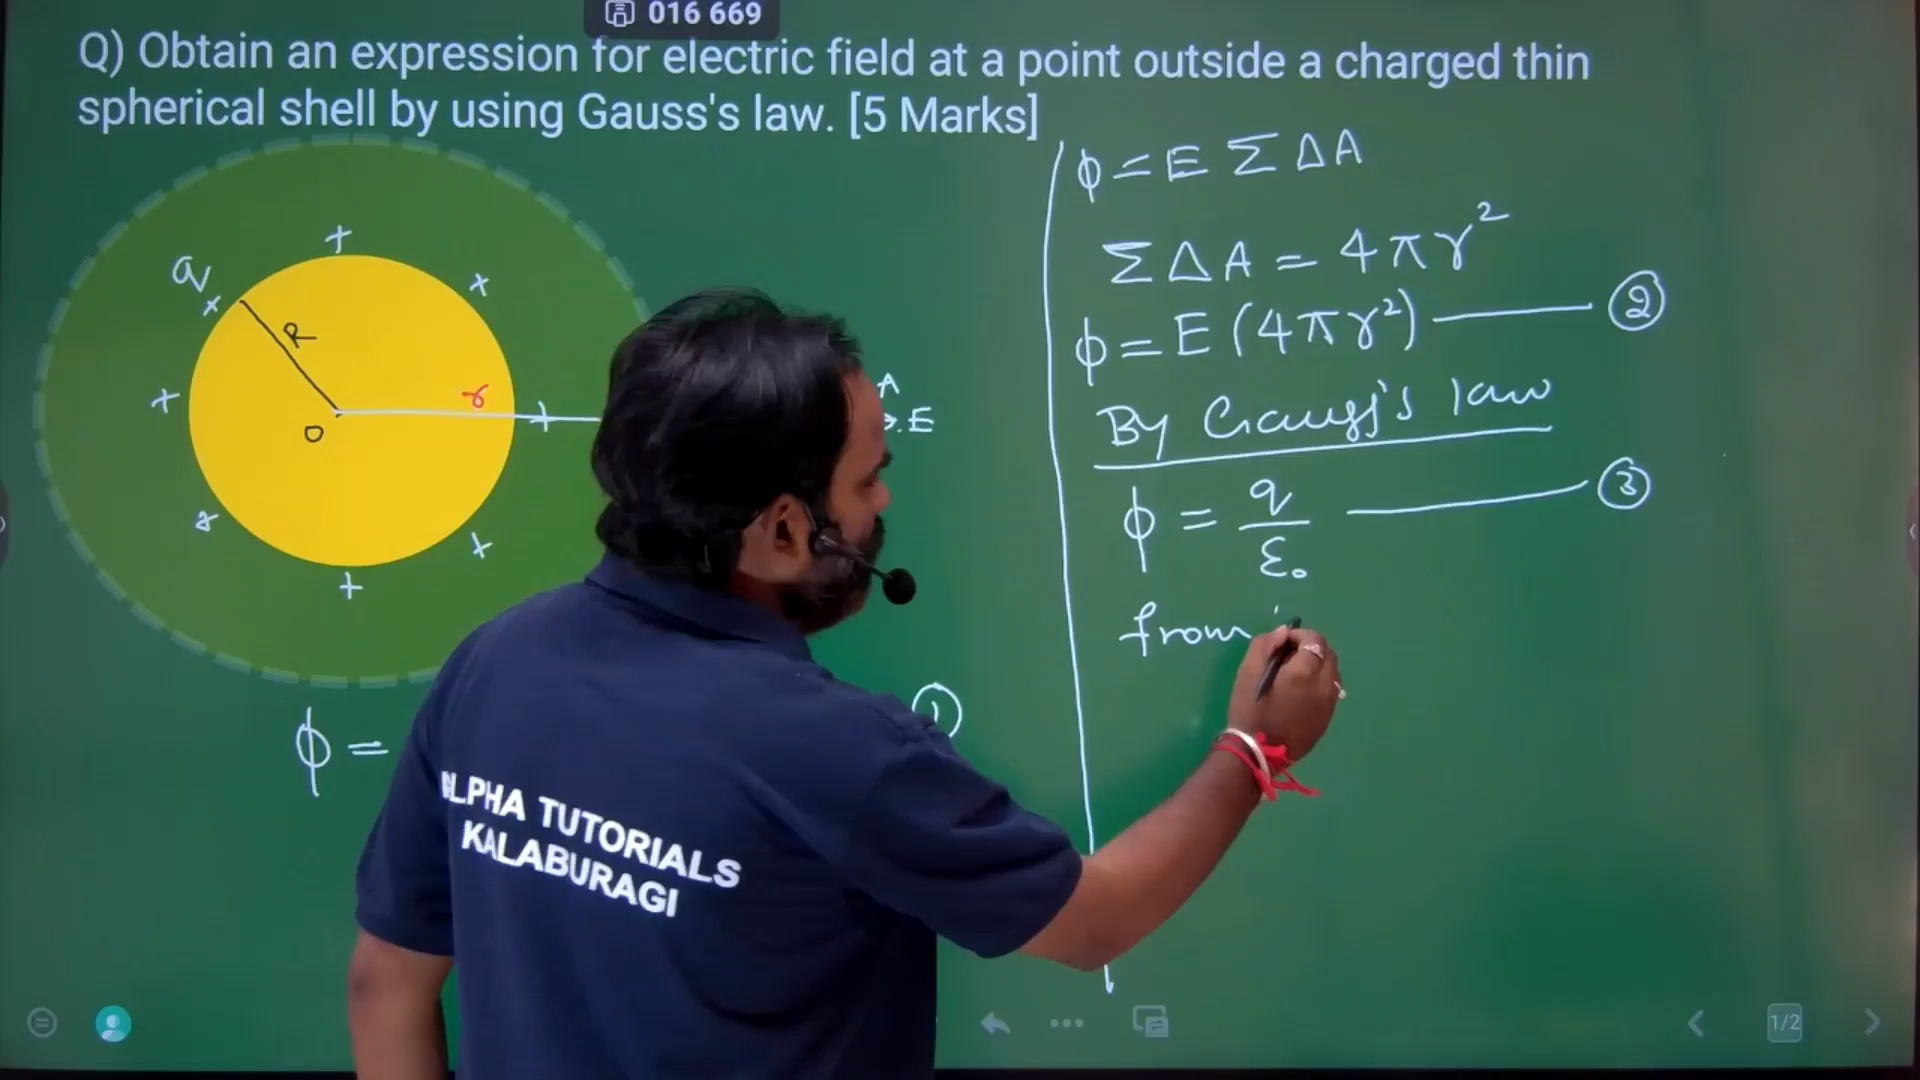 016 669
Q) Obtain an expression for electric field at a point outside a charged thin
spherical shell by using Gauss's law. [5 Marks]
q
R
r
O
A
E
ϕ =
①
ϕ = E Σ ΔA
Σ ΔA = 4πr²
ϕ = E (4πr²) ——— ②
By Gauss's law
ϕ = q/ε₀ ——— ③
from
ALPHA TUTORIALS
KALABURAGI
1/2